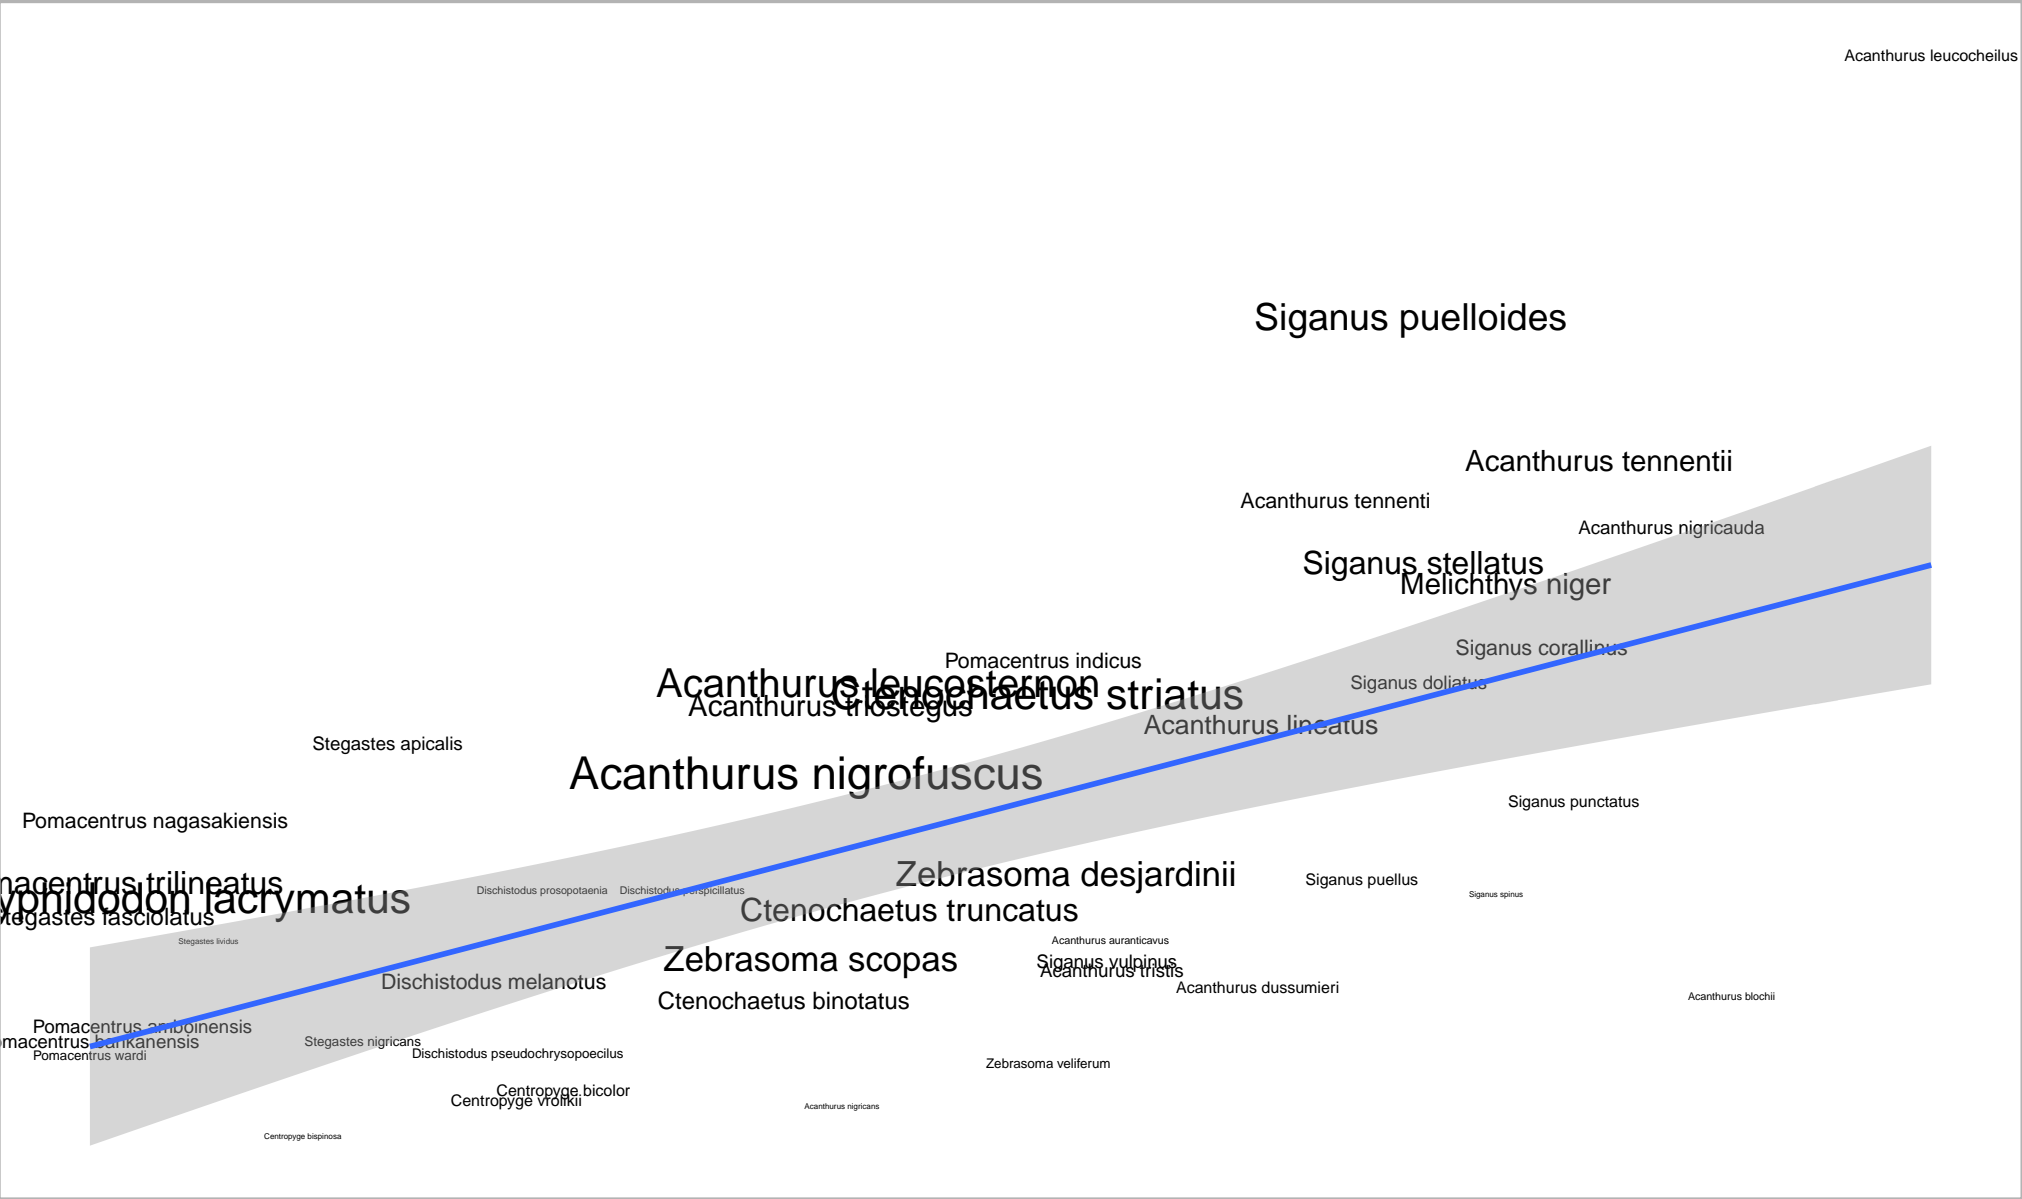 Acanthurus leucocheilus
Siganus puelloides
Acanthurus tennentii
Acanthurus tennenti
Acanthurus nigricauda
Siganus stellatus
Melichthys niger
Siganus corallinus
Pomacentrus indicus
Acanthurus leucosternon
Siganus doliatus
Ctenochaetus striatus
Acanthurus triostegus
Acanthurus lineatus
Stegastes apicalis
Acanthurus nigrofuscus
Siganus punctatus
Pomacentrus nagasakiensis
Zebrasoma desjardinii
Siganus puellus
macentrus trilineatus
Dischistodus prosopotaenia
Dischistodus perspicillatus
Siganus spinus
yphidodon lacrymatus
Ctenochaetus truncatus
tegastes fasciolatus
Stegastes lividus
Acanthurus auranticavus
Zebrasoma scopas
Siganus vulpinus
Acanthurus tristis
Dischistodus melanotus
Acanthurus dussumieri
Acanthurus blochii
Ctenochaetus binotatus
Pomacentrus amboinensis
omacentrus bankanensis
Stegastes nigricans
Dischistodus pseudochrysopoecilus
Pomacentrus wardi
Zebrasoma veliferum
Centropyge bicolor
Centropyge vrolikii
Acanthurus nigricans
Centropyge bispinosa